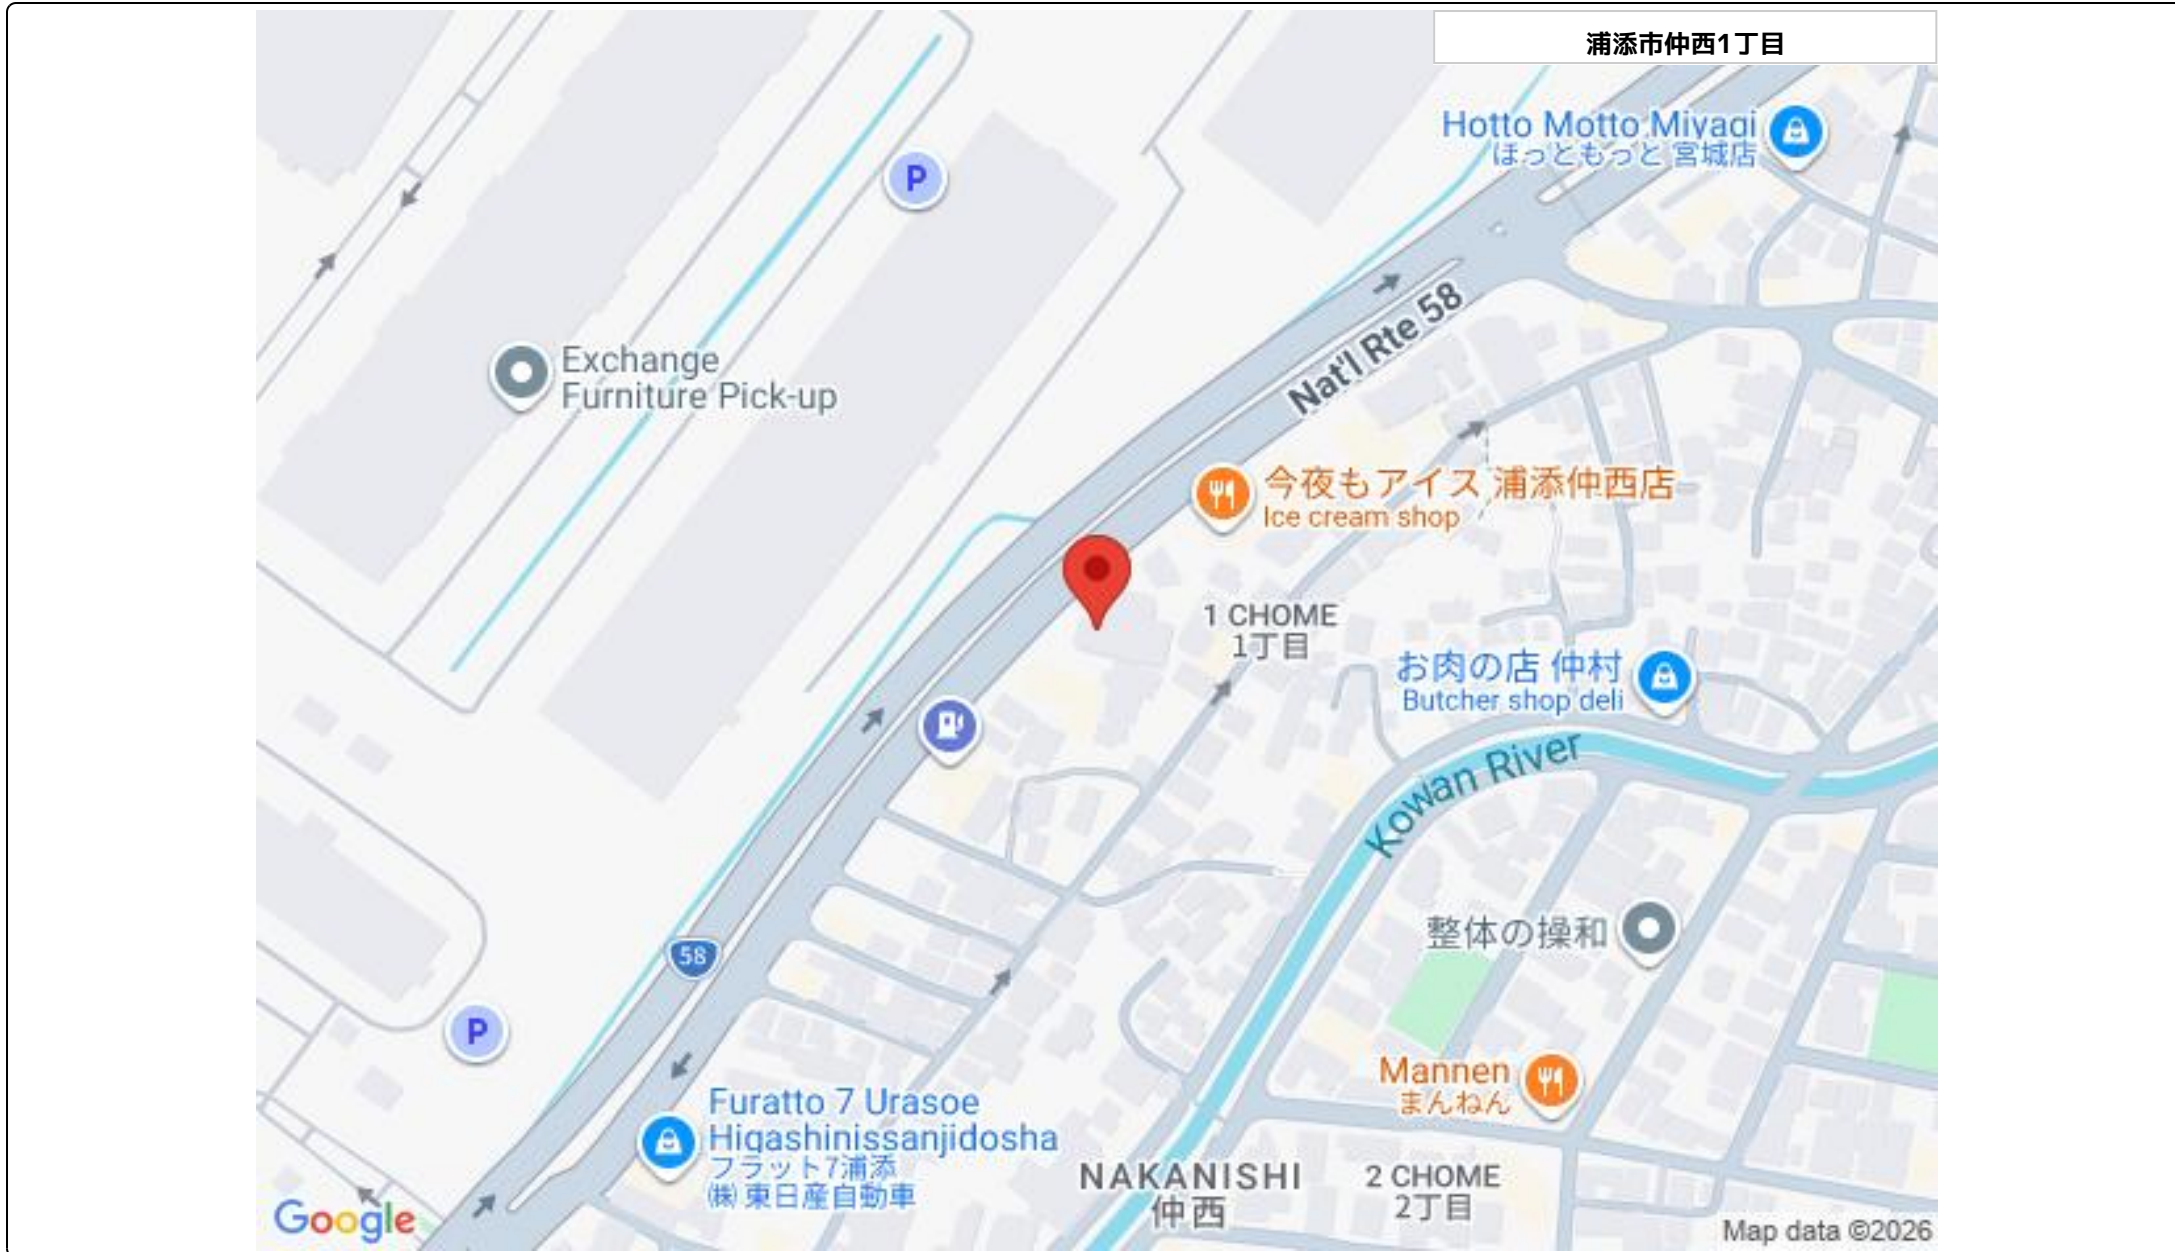 浦添市仲西1丁目
Hotto Motto Miyagi
ほっともっと 宮城店
P
Exchange
Furniture Pick-up
Nat'l Rte 58
今夜もアイス 浦添仲西店
Ice cream shop
1 CHOME
1丁目
お肉の店 仲村
Butcher shop deli
Kowan River
整体の操和
58
P
Mannen
まんねん
Furatto 7 Urasoe
Higashinissanjidosha
フラット7浦添
㈱ 東日産自動車
NAKANISHI
仲西
2 CHOME
2丁目
Google
Map data ©2026